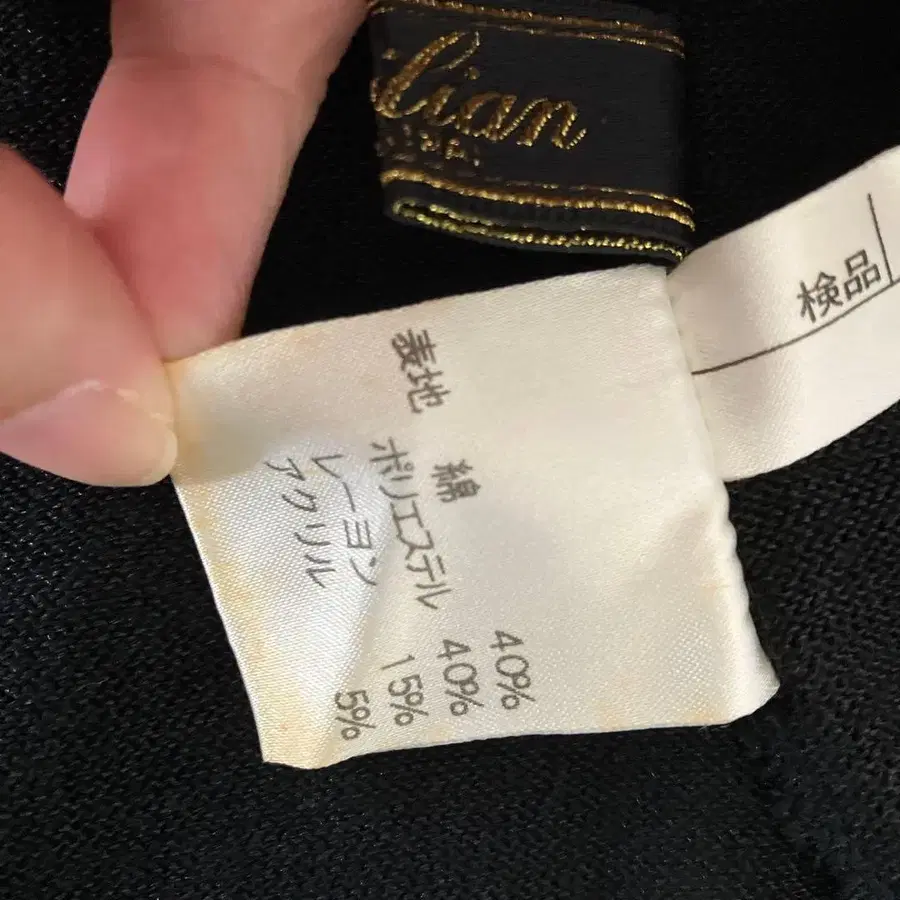 lian
検品
表地
綿 40%
ポリエステル 40%
レーヨン 15%
アクリル 5%